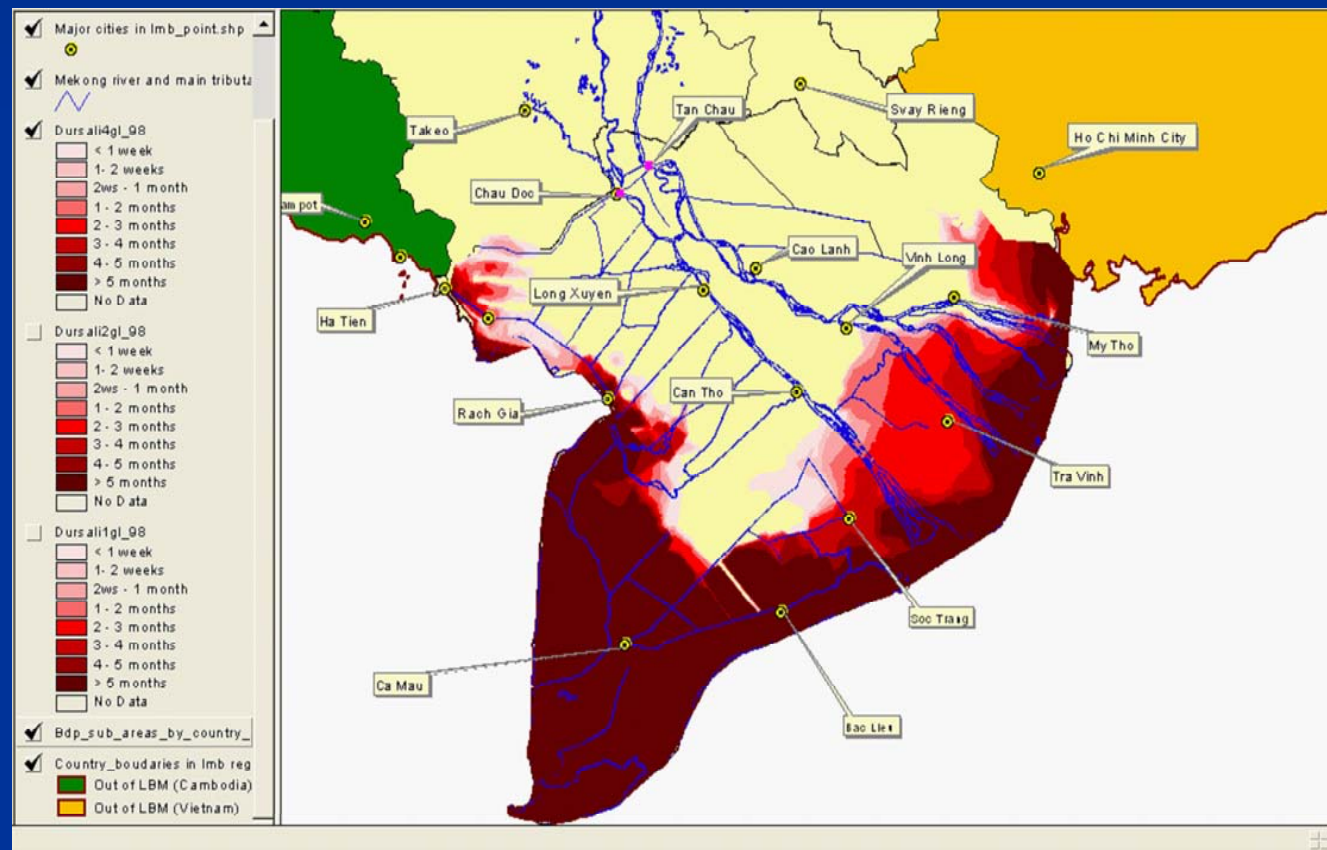 Major cities in lmb_point.shp
Mekong river and main tributa
Dursali4gl_98
< 1 week
1- 2 weeks
2ws - 1 month
1 - 2 months
2 - 3 months
3 - 4 months
4 - 5 months
> 5 months
No Data
Dursali2gl_98
< 1 week
1- 2 weeks
2ws - 1 month
1 - 2 months
2 - 3 months
3 - 4 months
4 - 5 months
> 5 months
No Data
Dursali1gl_98
< 1 week
1- 2 weeks
2ws - 1 month
1 - 2 months
2 - 3 months
3 - 4 months
4 - 5 months
> 5 months
No Data
Bdp_sub_areas_by_country_
Country_boudaries in lmb reg
Out of LBM (Cambodia)
Out of LBM (Vietnam)
Takeo
Tan Chau
Svay Rieng
Ho Chi Minh City
Chau Doc
am pot
Cao Lanh
Vinh Long
Long Xuyen
Ha Tien
My Tho
Can Tho
Rach Gia
Tra Vinh
Soc Trang
Ca Mau
Bac Lieu